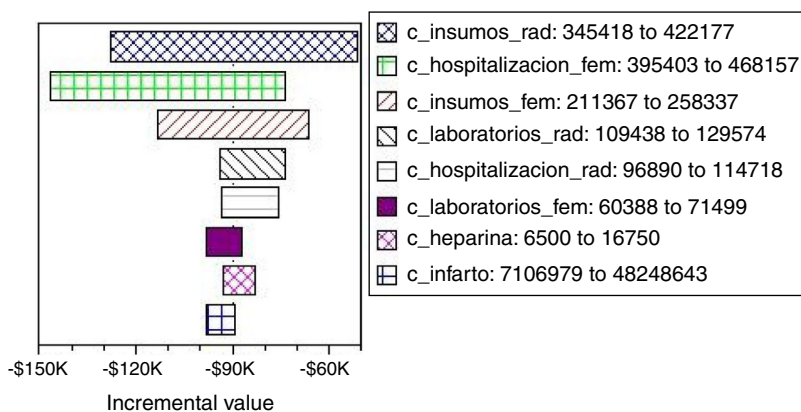 c_insumos_rad: 345418 to 422177
c_hospitalizacion_fem: 395403 to 468157
c_insumos_fem: 211367 to 258337
c_laboratorios_rad: 109438 to 129574
c_hospitalizacion_rad: 96890 to 114718
c_laboratorios_fem: 60388 to 71499
c_heparina: 6500 to 16750
c_infarto: 7106979 to 48248643
-$150K -$120K -$90K -$60K
Incremental value